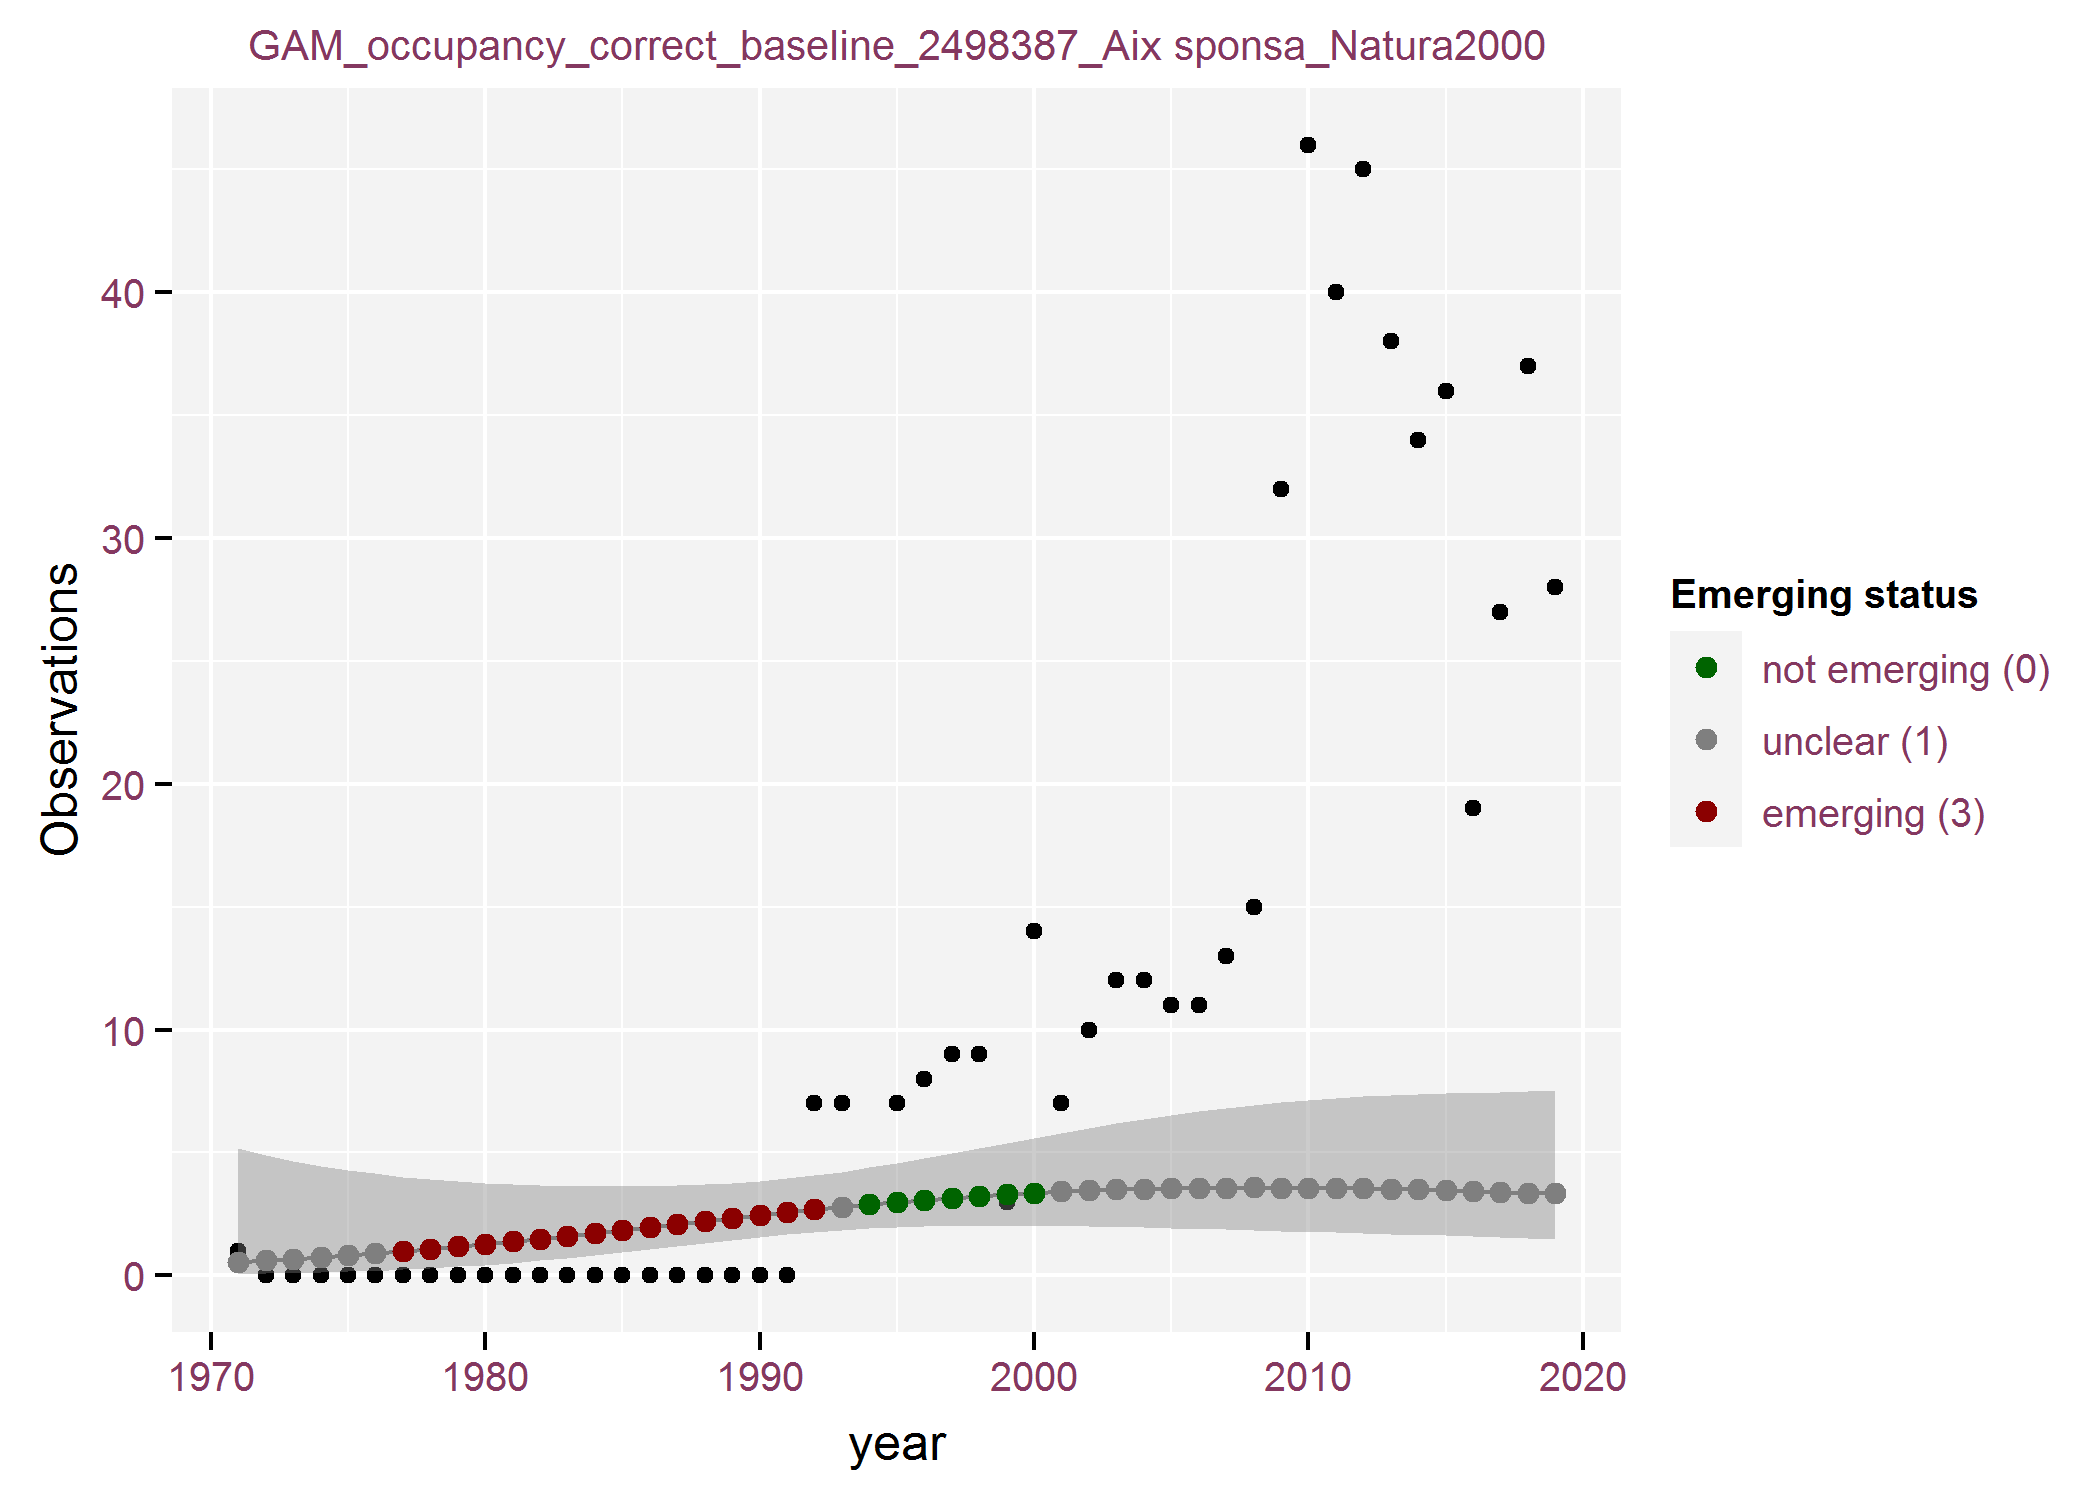 GAM_occupancy_correct_baseline_2498387_Aix sponsa_Natura2000
Observations
40
30
20
10
0
1970 1980 1990 2000 2010 2020
year
Emerging status
not emerging (0)
unclear (1)
emerging (3)